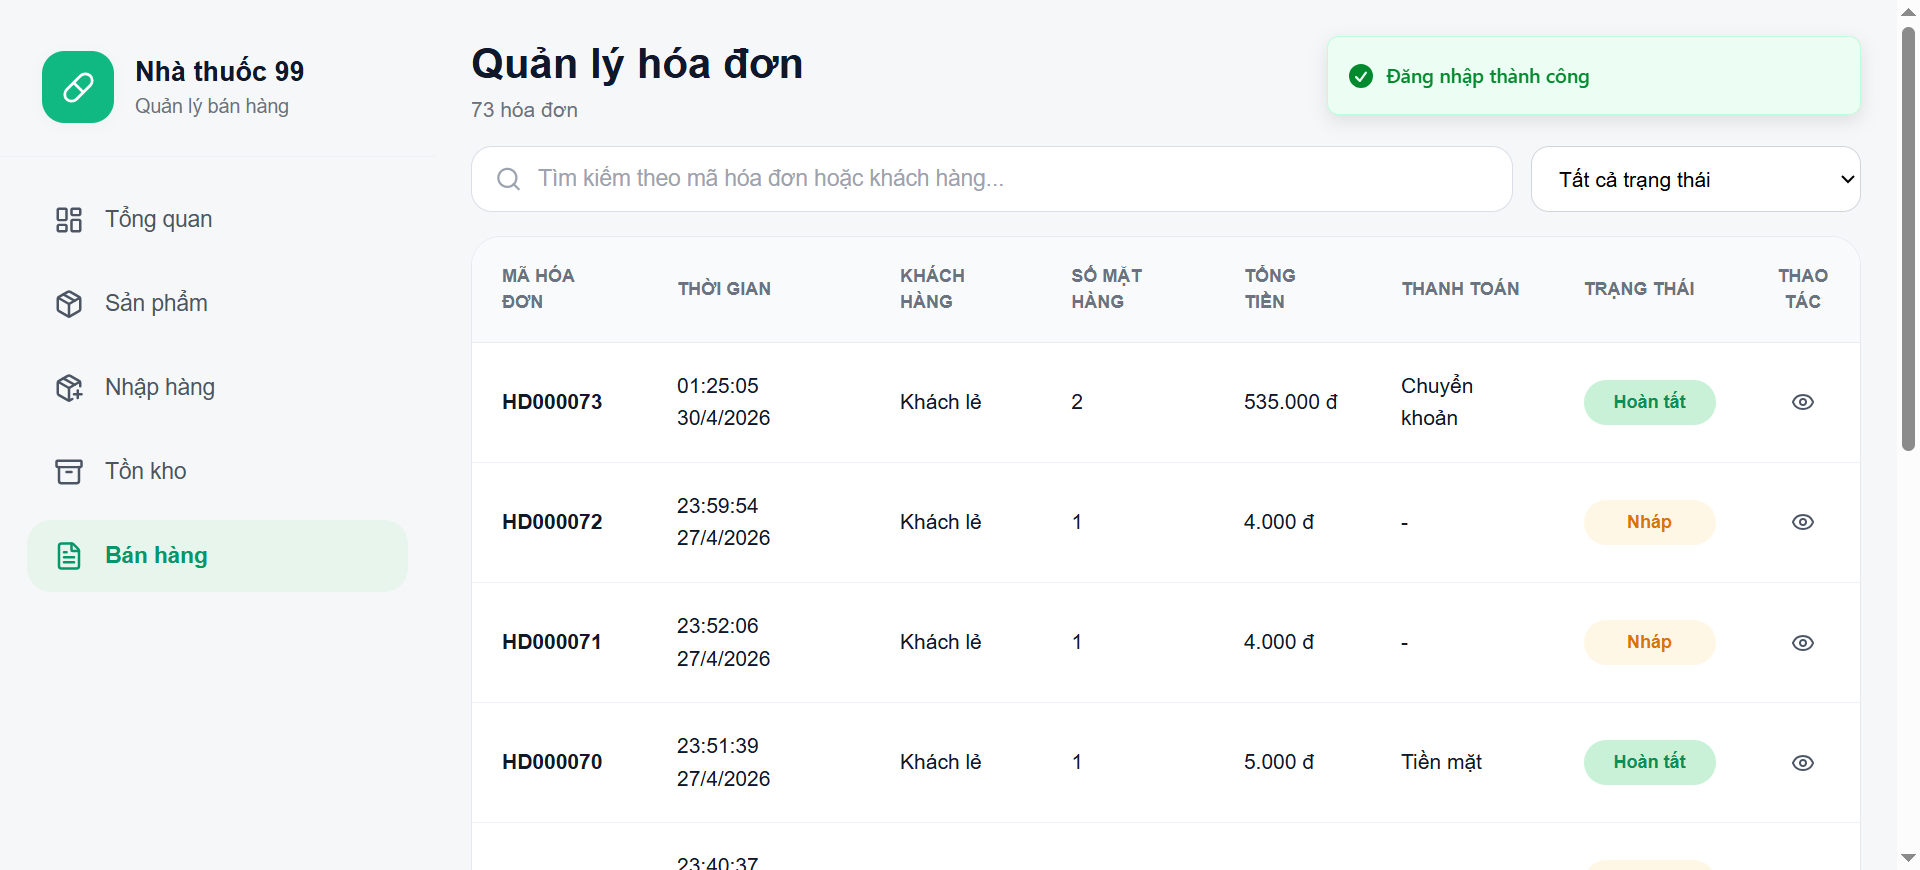 Nhà thuốc 99
Quản lý bán hàng
Tổng quan
Sản phẩm
Nhập hàng
Tồn kho
Bán hàng
Quản lý hóa đơn
73 hóa đơn
Đăng nhập thành công
Tìm kiếm theo mã hóa đơn hoặc khách hàng...
Tất cả trạng thái
MÃ HÓA ĐƠN
THỜI GIAN
KHÁCH HÀNG
SỐ MẶT HÀNG
TỔNG TIỀN
THANH TOÁN
TRẠNG THÁI
THAO TÁC
HD000073
01:25:05
30/4/2026
Khách lẻ
2
535.000 đ
Chuyển
khoản
Hoàn tất
HD000072
23:59:54
27/4/2026
Khách lẻ
1
4.000 đ
-
Nháp
HD000071
23:52:06
27/4/2026
Khách lẻ
1
4.000 đ
-
Nháp
HD000070
23:51:39
27/4/2026
Khách lẻ
1
5.000 đ
Tiền mặt
Hoàn tất
23:40:37